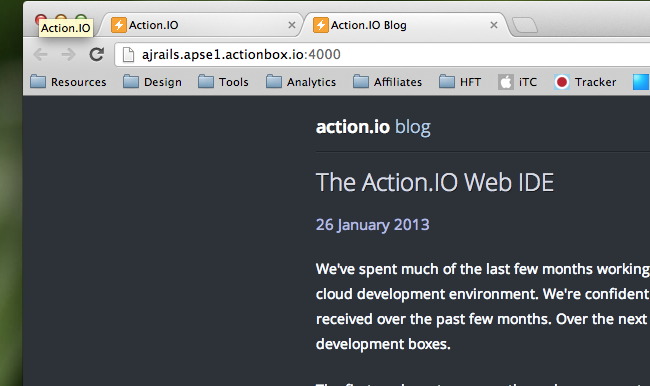 Action.IO
Action.IO
Action.IO Blog
ajrails.apse1.actionbox.io:4000
Resources Design Tools Analytics Affiliates HFT iTC Tracker
action.io blog
The Action.IO Web IDE
26 January 2013
We've spent much of the last few months working
cloud development environment. We're confident
received over the past few months. Over the next
development boxes.